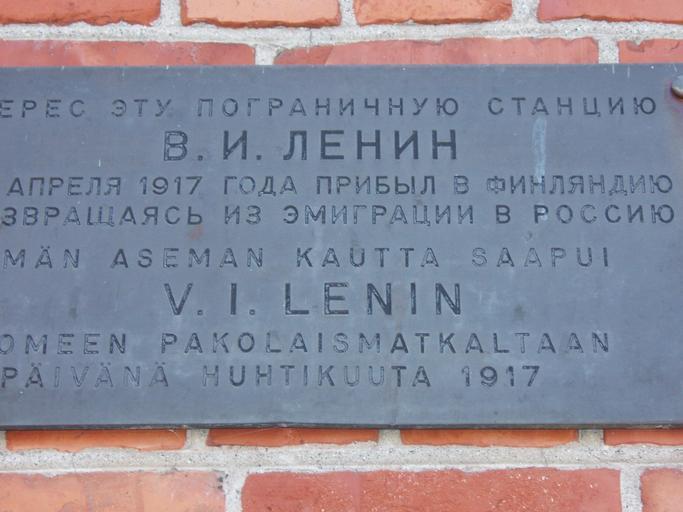 ЕРЕС ЭТУ ПОГРАНИЧНУЮ СТАНЦИЮ
В. И. ЛЕНИН
АПРЕЛЯ 1917 ГОДА ПРИБЫЛ В ФИНЛЯНДИЮ
ЗВРАЩАЯСЬ ИЗ ЭМИГРАЦИИ В РОССИЮ
MÄN ASEMAN KAUTTA SAAPUI
V. I. LENIN
OMEEN PAKOLAISMATKALTAAN
PÄIVÄNÄ HUHTIKUUTA 1917